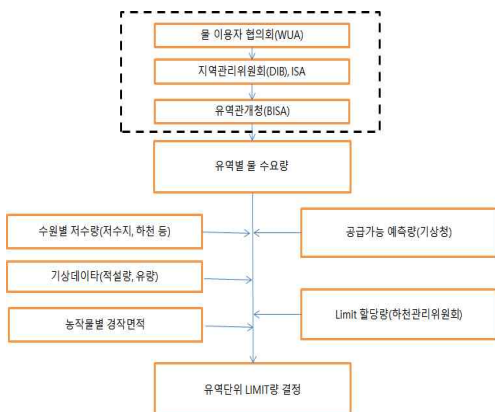 물 이용자 협의회(WUA)
지역관리위원회(DIB), ISA
유역관개청(BISA)
유역별 물 수요량
수원별 저수량(저수지, 하천 등)
공급가능 예측량(기상청)
기상데이타(적설량, 유량)
Limit 할당량(하천관리위원회)
농작물별 경작면적
유역단위 LIMIT량 결정